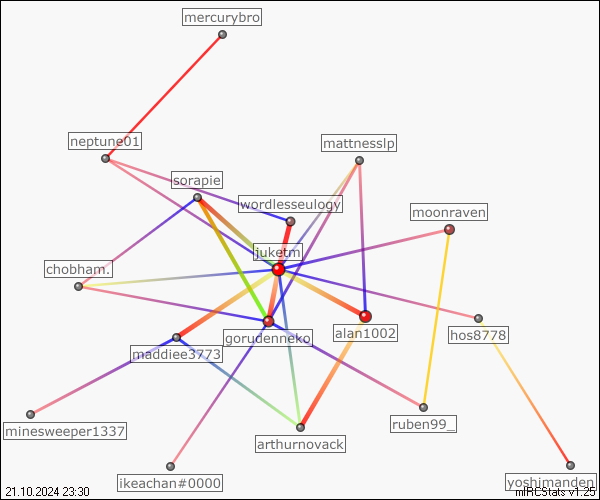 mercurybro
neptune01
mattnesslp
sorapie
wordlesseulogy
moonraven
juketm
chobham.
gorudenneko
alan1002
hos8778
maddiee3773
ruben99_
minesweeper1337
arthurnovack
ikeachan#0000
yoshimanden
21.10.2024 23:30
mIRCStats v1.25